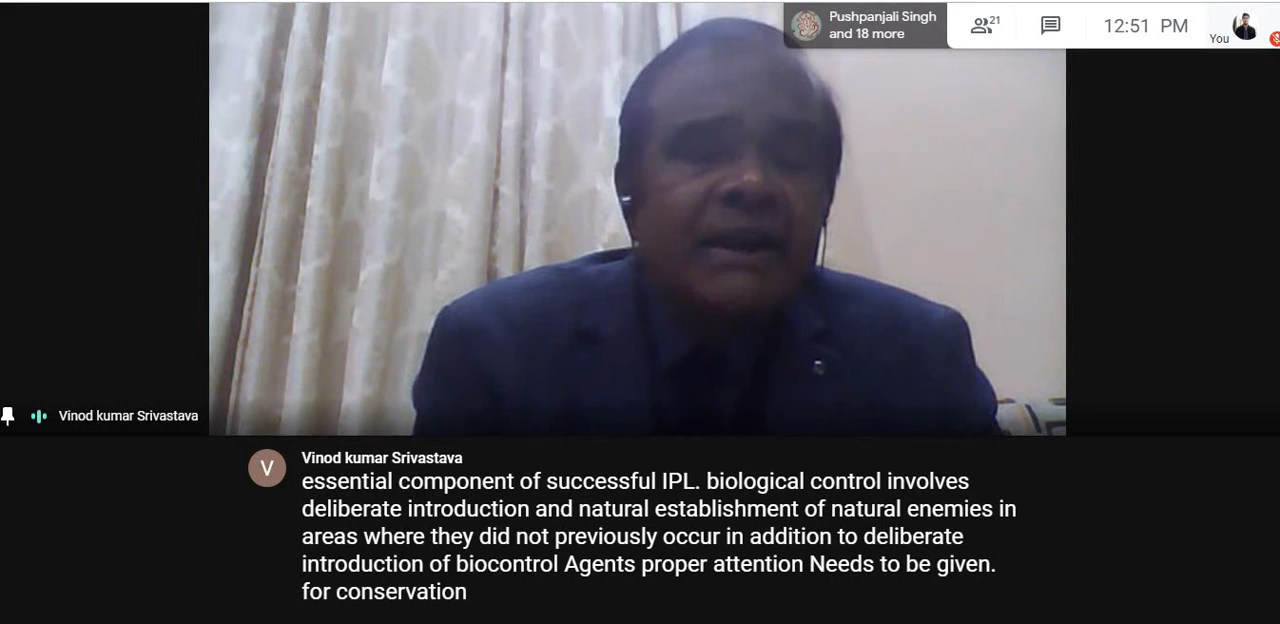 Pushpanjali Singh
and 18 more
21
12:51 PM
You
Vinod kumar Srivastava
V
Vinod kumar Srivastava
essential component of successful IPL. biological control involves
deliberate introduction and natural establishment of natural enemies in
areas where they did not previously occur in addition to deliberate
introduction of biocontrol Agents proper attention Needs to be given.
for conservation